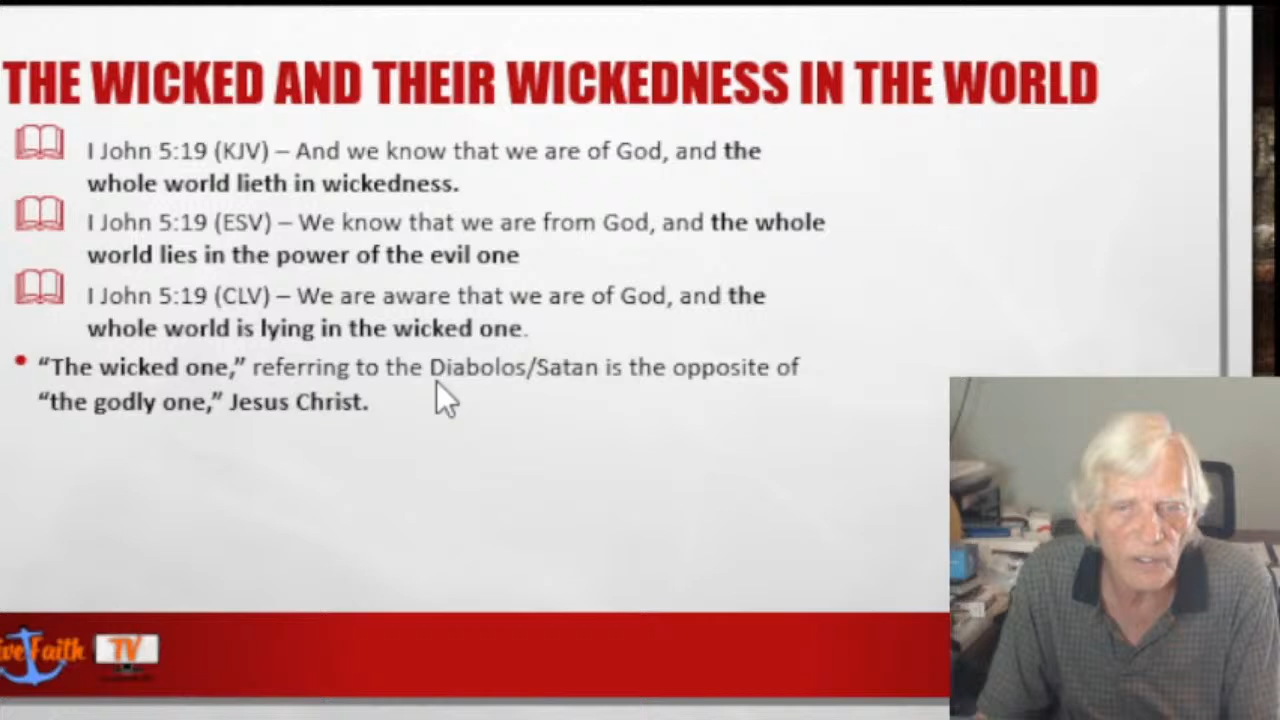 THE WICKED AND THEIR WICKEDNESS IN THE WORLD
I John 5:19 (KJV) – And we know that we are of God, and the
whole world lieth in wickedness.
I John 5:19 (ESV) – We know that we are from God, and the whole
world lies in the power of the evil one
I John 5:19 (CLV) – We are aware that we are of God, and the
whole world is lying in the wicked one.
• “The wicked one,” referring to the Diabolos/Satan is the opposite of
“the godly one,” Jesus Christ.
ive Faith TV